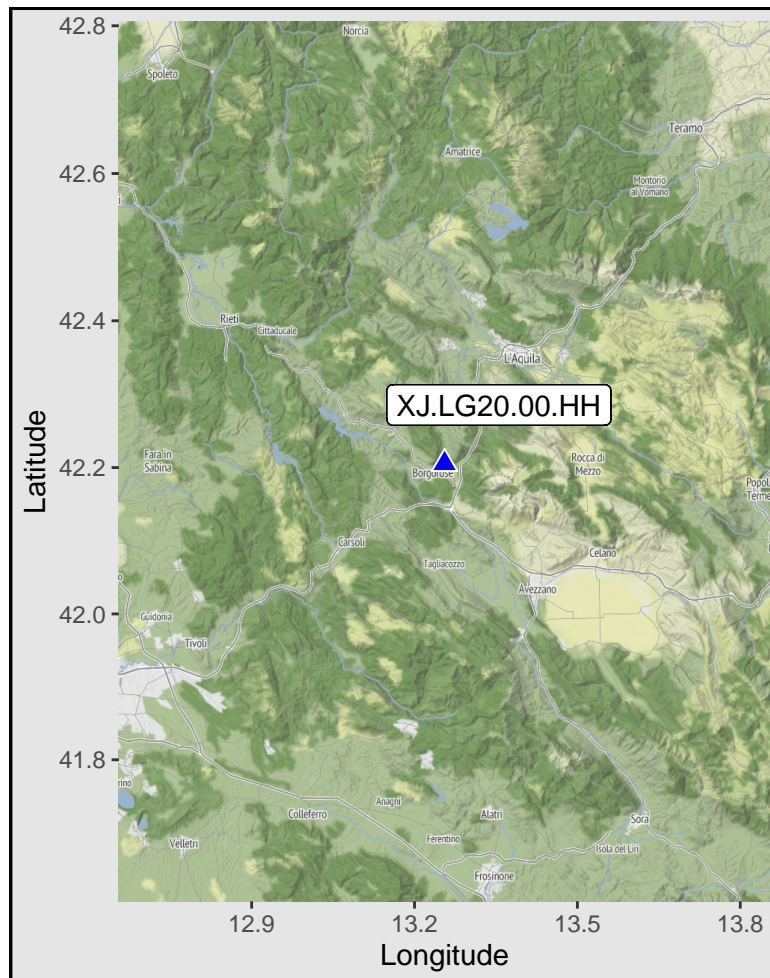 42.8
42.6
42.4
42.2
42.0
41.8
Latitude
Norcia
Spoleto
Teramo
Amatrice
Montorio
al Vomano
Rieti
Cittaducale
L'Aquila
XJ.LG20.00.HH
Fara in
Sabina
Borgorose
Rocca di
Mezzo
Carsoli
Tagliacozzo
Celano
Avezzano
Guidonia
Tivoli
Anagni
Colleferro
Alatri
Sora
Velletri
Ferentino
Isola del Liri
Frosinone
12.9
13.2
13.5
13.8
Longitude